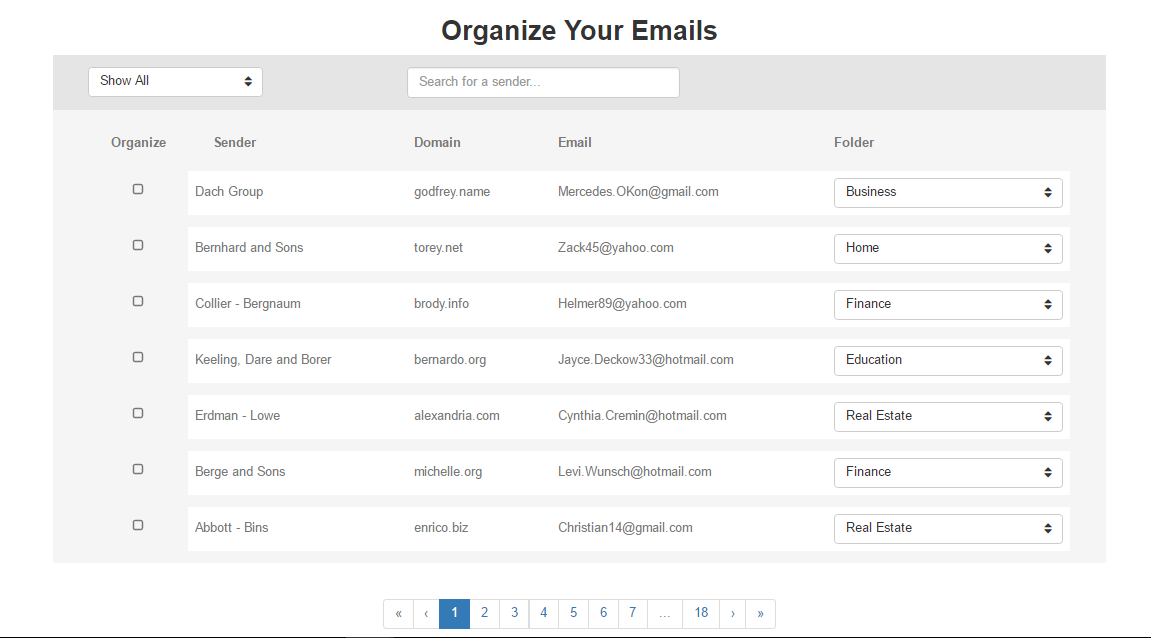 Organize Your Emails
Show All Search for a sender...
Organize Sender Domain Email Folder
Dach Group godfrey.name Mercedes.OKon@gmail.com Business
Bernhard and Sons torey.net Zack45@yahoo.com Home
Collier - Bergnaum brody.info Helmer89@yahoo.com Finance
Keeling, Dare and Borer bernardo.org Jayce.Deckow33@hotmail.com Education
Erdman - Lowe alexandria.com Cynthia.Cremin@hotmail.com Real Estate
Berge and Sons michelle.org Levi.Wunsch@hotmail.com Finance
Abbott - Bins enrico.biz Christian14@gmail.com Real Estate
« ‹ 1 2 3 4 5 6 7 ... 18 › »